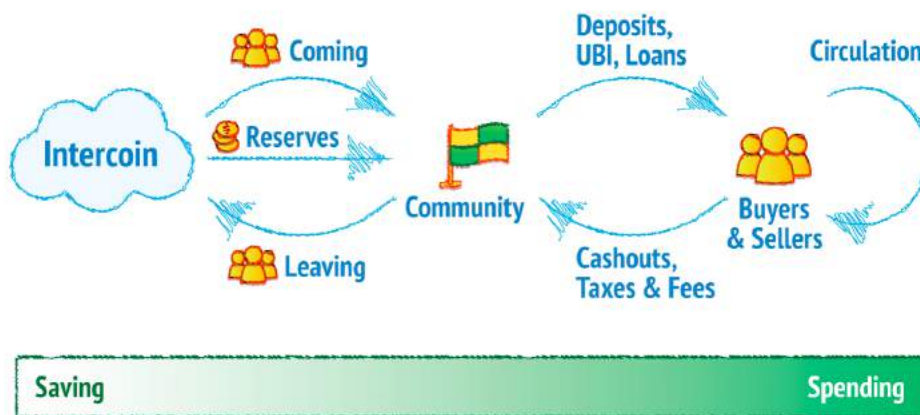 Coming
Deposits,
UBI, Loans
Circulation
Intercoin
Reserves
Community
Buyers
& Sellers
Leaving
Cashouts,
Taxes & Fees
Saving
Spending